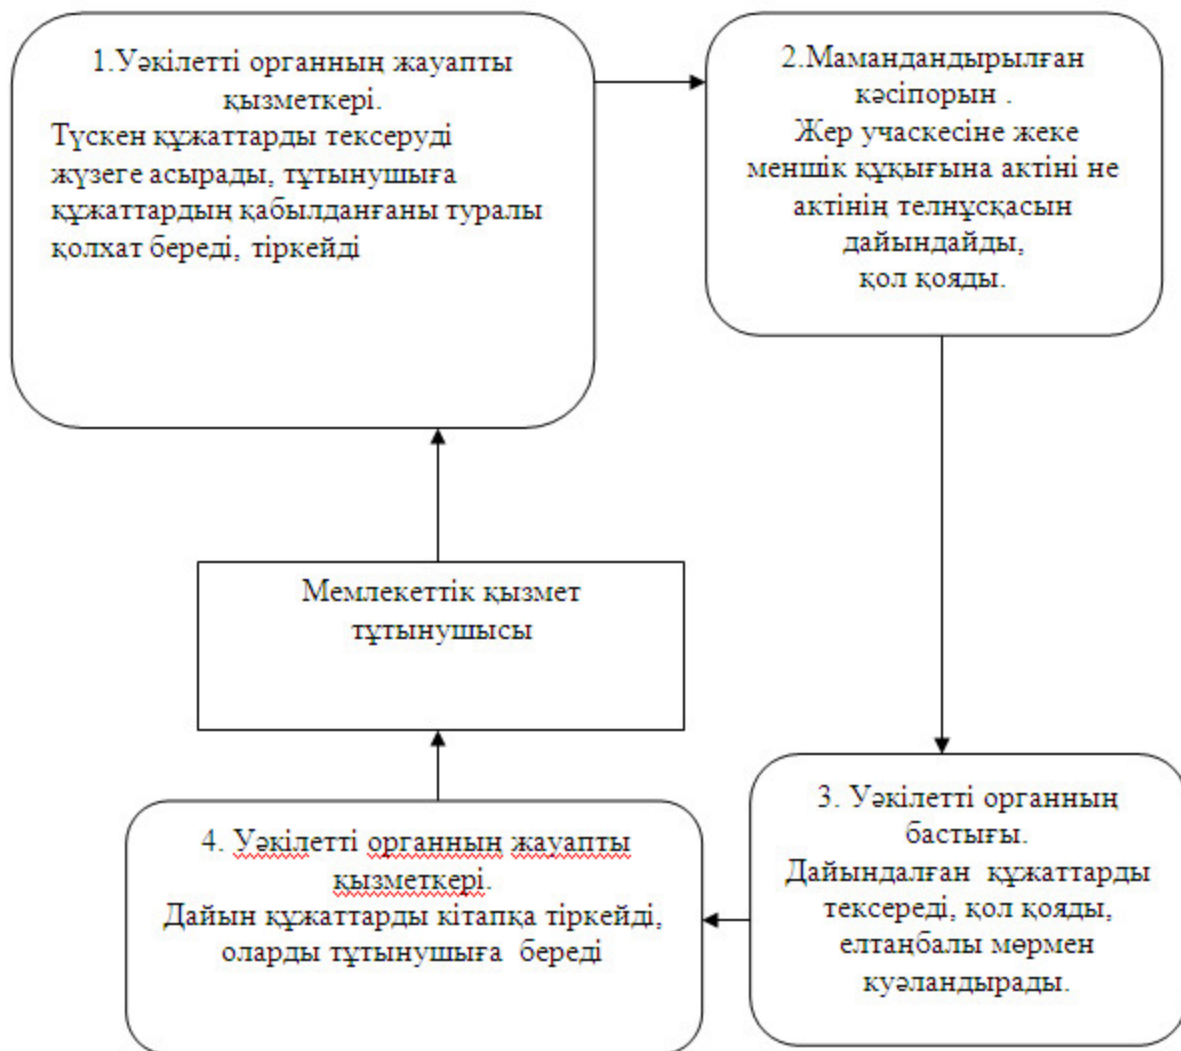 1.Уәкілетті органның жауапты
қызметкері.
Түскен құжаттарды тексеруді
жүзеге асырады, тұтынушыға
құжаттардың қабылданғаны туралы
қолхат береді, тіркейді
2.Мамандандырылған
кәсіпорын .
Жер учаскесіне жеке
меншік құқығына актіні не
актінің телнұсқасын
дайындайды,
қол қояды.
Мемлекеттік қызмет
тұтынушысы
3. Уәкілетті органның
бастығы.
Дайындалған құжаттарды
тексереді, қол қояды,
елтаңбалы мөрмен
куәландырады.
4. Уәкілетті органның жауапты
қызметкері.
Дайын құжаттарды кітапқа тіркейді,
оларды тұтынушыға береді